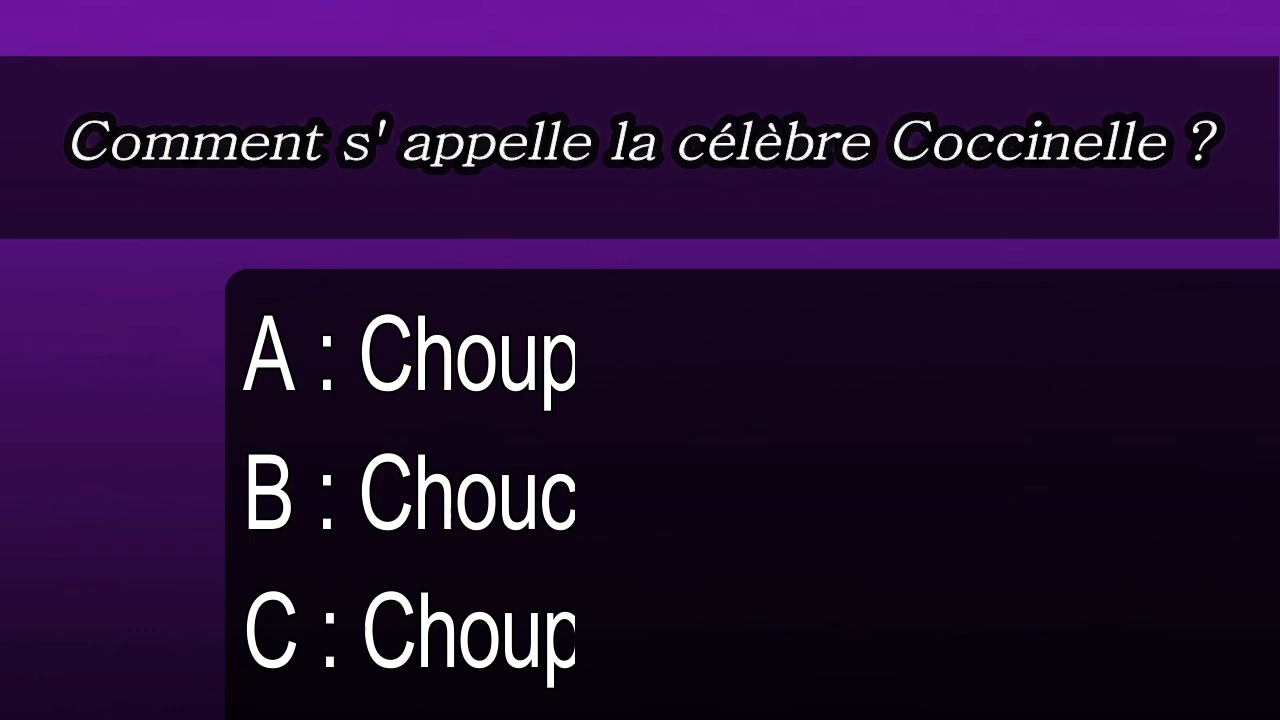 Comment s' appelle la célèbre Coccinelle ?
A : Choup
B : Chouc
C : Choup